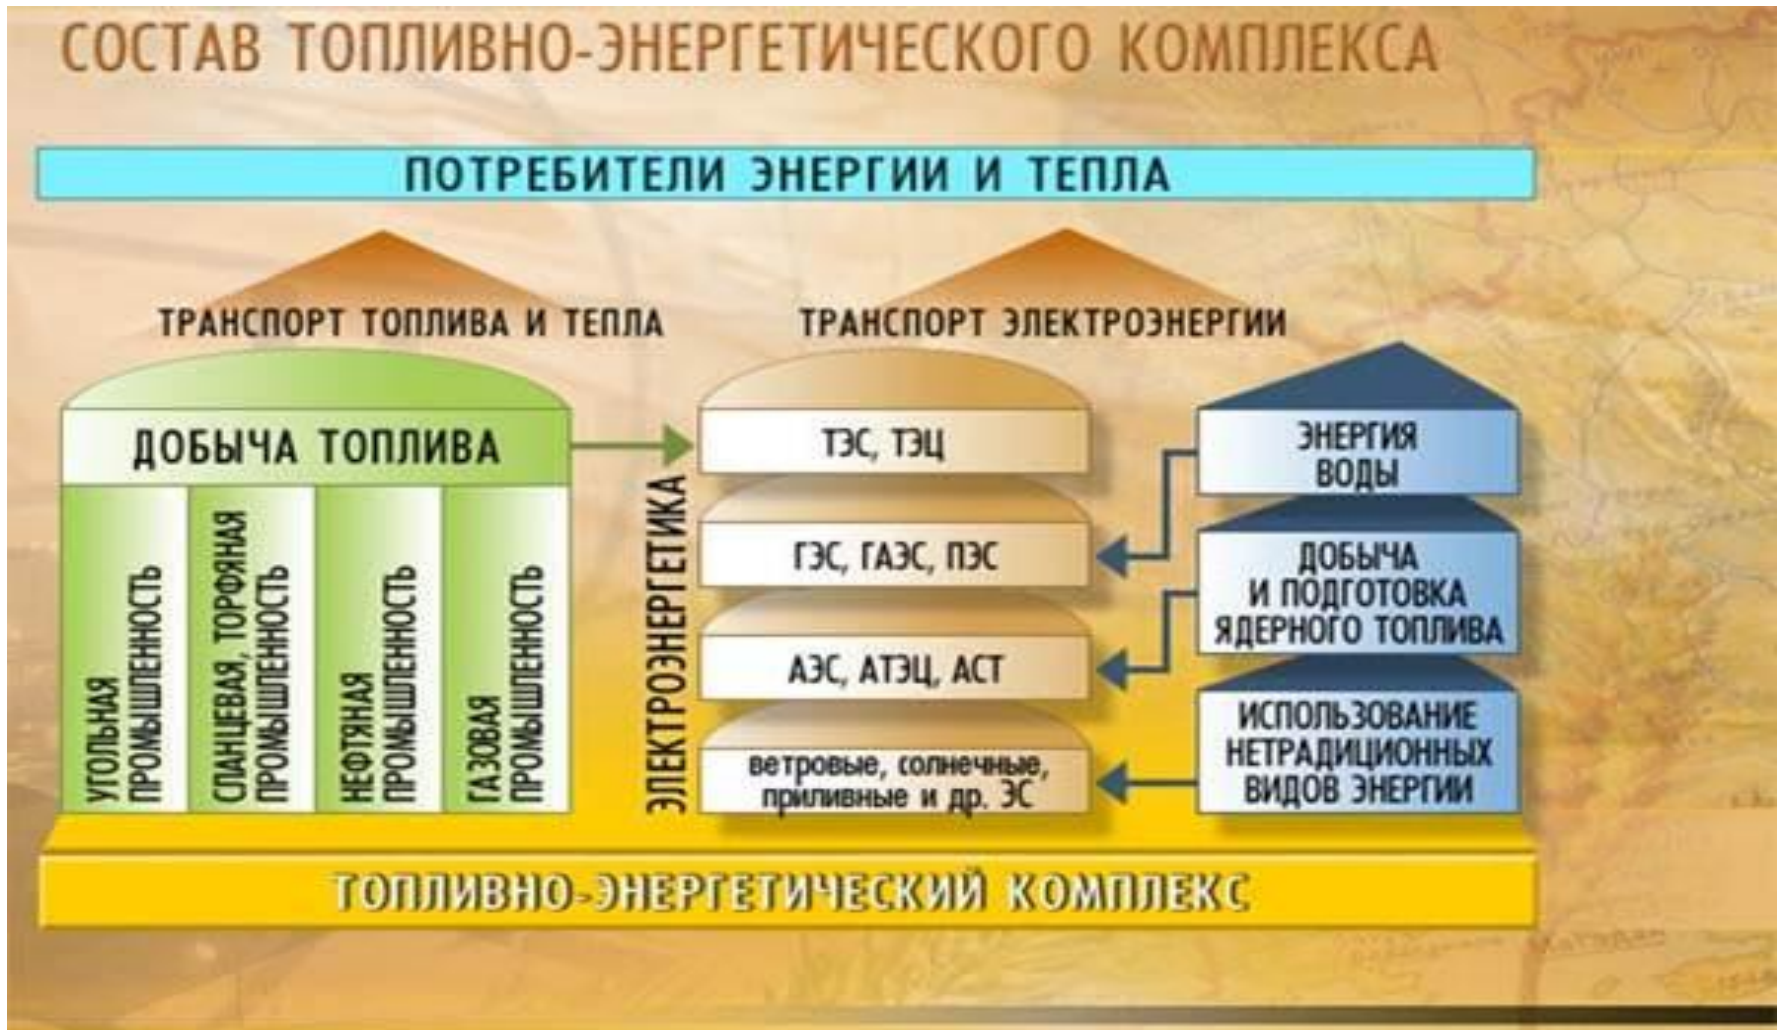 СОСТАВ ТОПЛИВНО-ЭНЕРГЕТИЧЕСКОГО КОМПЛЕКСА
ПОТРЕБИТЕЛИ ЭНЕРГИИ И ТЕПЛА
ТРАНСПОРТ ТОПЛИВА И ТЕПЛА
ТРАНСПОРТ ЭЛЕКТРОЭНЕРГИИ
ДОБЫЧА ТОПЛИВА
УГОЛЬНАЯ
ПРОМЫШЛЕННОСТЬ
СЛАНЦЕВАЯ, ТОРФЯНАЯ
ПРОМЫШЛЕННОСТЬ
НЕФТЯНАЯ
ПРОМЫШЛЕННОСТЬ
ГАЗОВАЯ
ПРОМЫШЛЕННОСТЬ
ЭЛЕКТРОЭНЕРГЕТИКА
ТЭС, ТЭЦ
ГЭС, ГАЭС, ПЭС
АЭС, АТЭЦ, АСТ
ветровые, солнечные,
приливные и др. ЭС
ЭНЕРГИЯ
ВОДЫ
ДОБЫЧА
И ПОДГОТОВКА
ЯДЕРНОГО ТОПЛИВА
ИСПОЛЬЗОВАНИЕ
НЕТРАДИЦИОННЫХ
ВИДОВ ЭНЕРГИИ
ТОПЛИВНО-ЭНЕРГЕТИЧЕСКИЙ КОМПЛЕКС